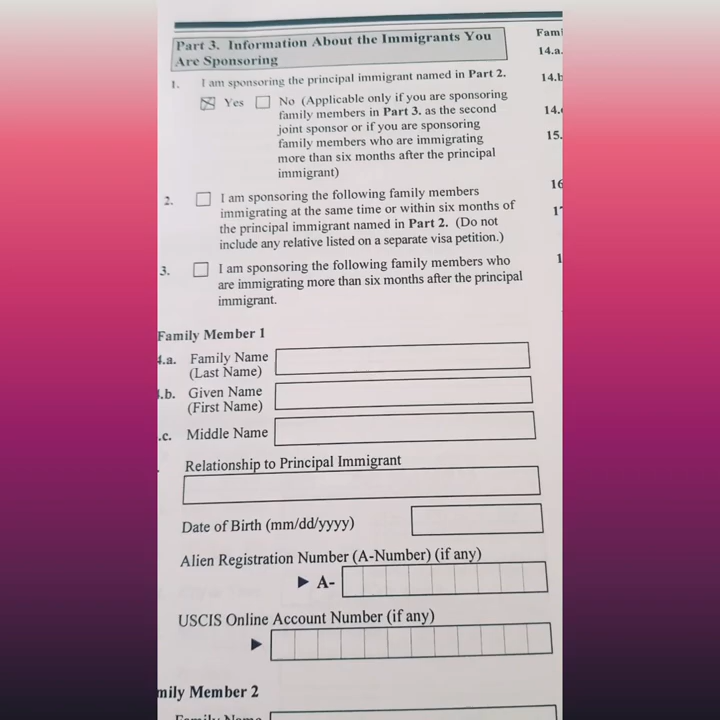 Part 3. Information About the Immigrants You
Are Sponsoring
1. I am sponsoring the principal immigrant named in Part 2.
Yes No (Applicable only if you are sponsoring
family members in Part 3. as the second
joint sponsor or if you are sponsoring
family members who are immigrating
more than six months after the principal
immigrant)
2. I am sponsoring the following family members
immigrating at the same time or within six months of
the principal immigrant named in Part 2. (Do not
include any relative listed on a separate visa petition.)
3. I am sponsoring the following family members who
are immigrating more than six months after the principal
immigrant.
Family Member 1
.a. Family Name
(Last Name)
.b. Given Name
(First Name)
.c. Middle Name
Relationship to Principal Immigrant
Date of Birth (mm/dd/yyyy)
Alien Registration Number (A-Number) (if any)
A-
USCIS Online Account Number (if any)
mily Member 2
Family Name
Fam
14.a.
14.b
14.
15.
16
1
1